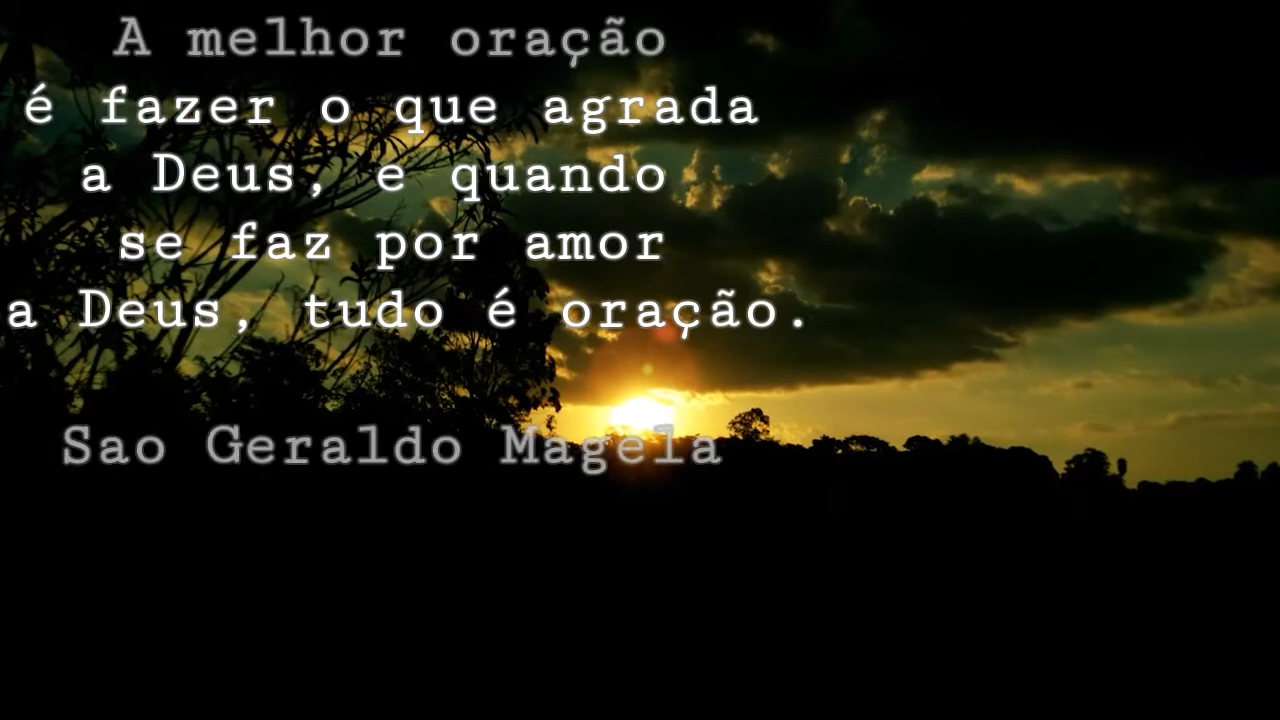 A melhor oração
é fazer o que agrada
a Deus, e quando
se faz por amor
a Deus, tudo é oração.
Sao Geraldo Magela